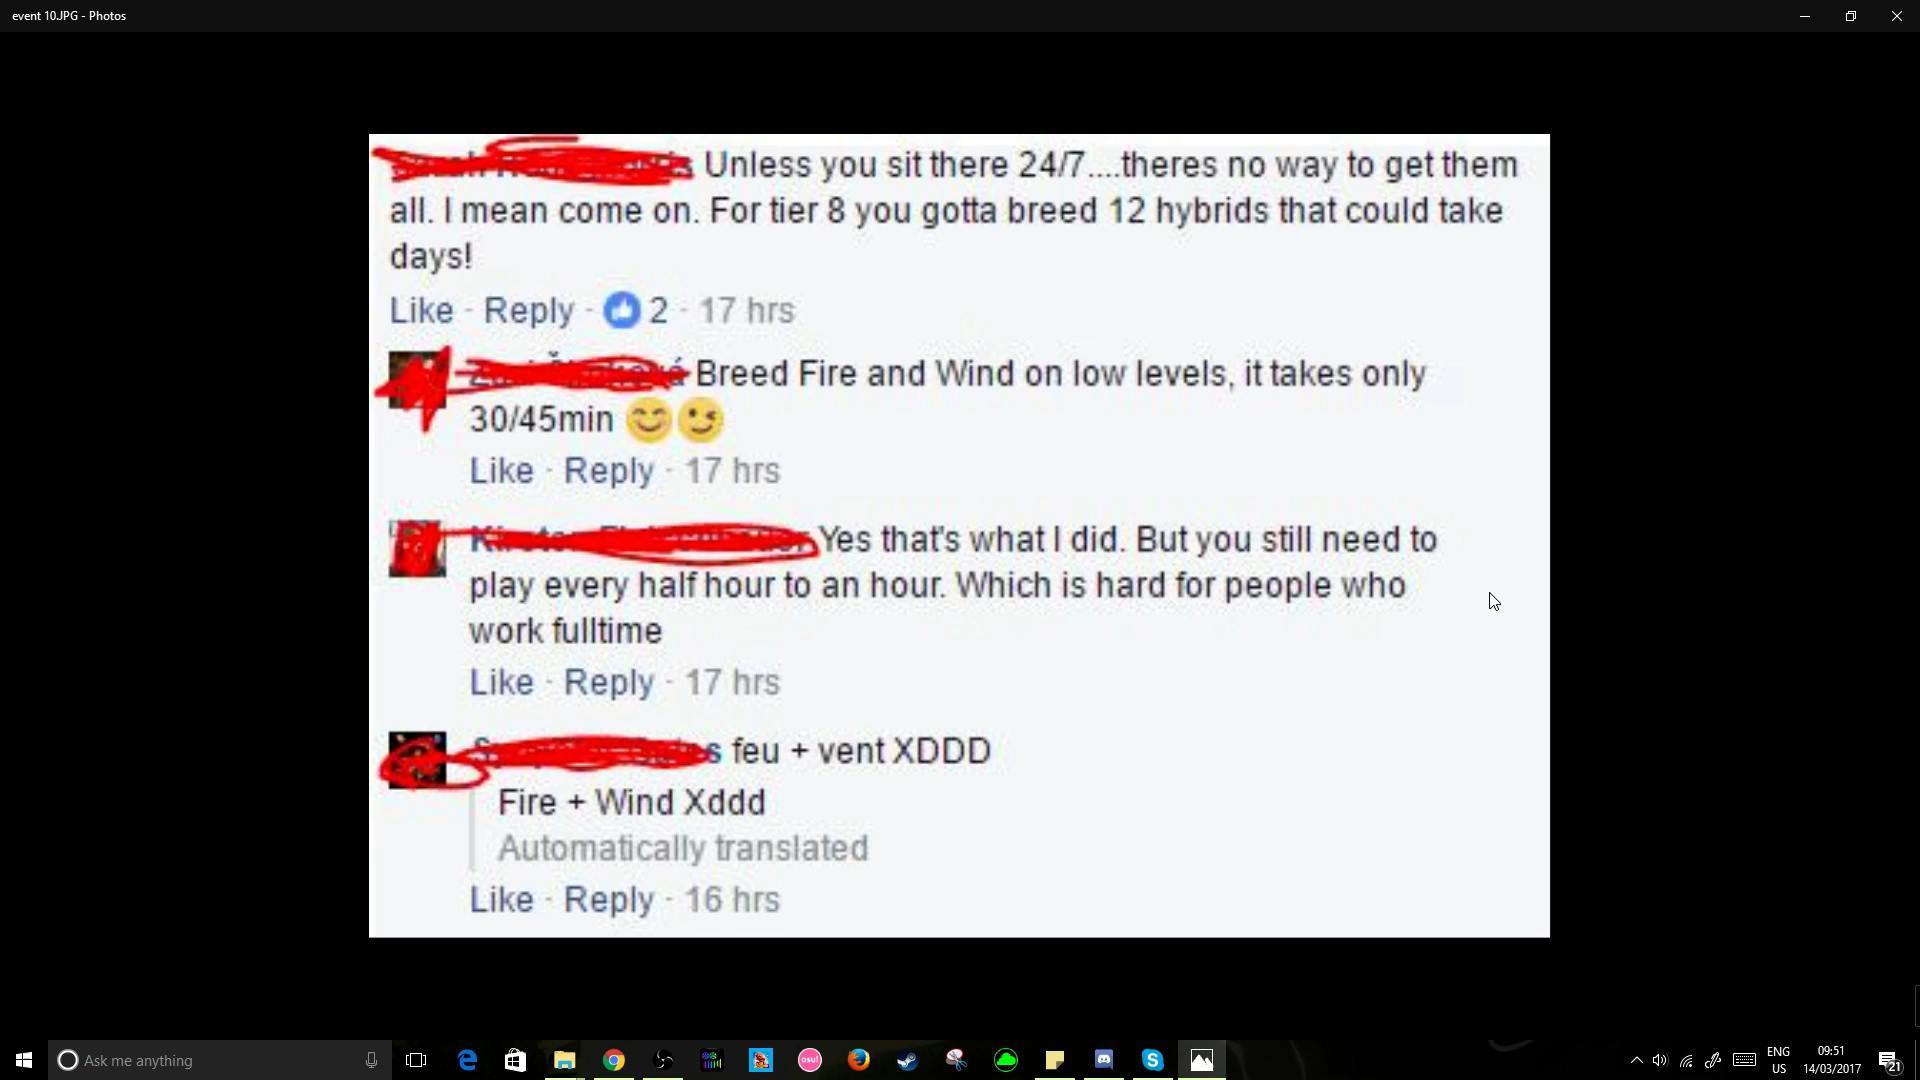 event 10.JPG - Photos
Unless you sit there 24/7....theres no way to get them
all. I mean come on. For tier 8 you gotta breed 12 hybrids that could take
days!
Like · Reply · 2 · 17 hrs
Breed Fire and Wind on low levels, it takes only
30/45min
Like · Reply · 17 hrs
Yes that's what I did. But you still need to
play every half hour to an hour. Which is hard for people who
work fulltime
Like · Reply · 17 hrs
feu + vent XDDD
Fire + Wind Xddd
Automatically translated
Like · Reply · 16 hrs
Ask me anything
osu!
ENG
US
09:51
14/03/2017
21